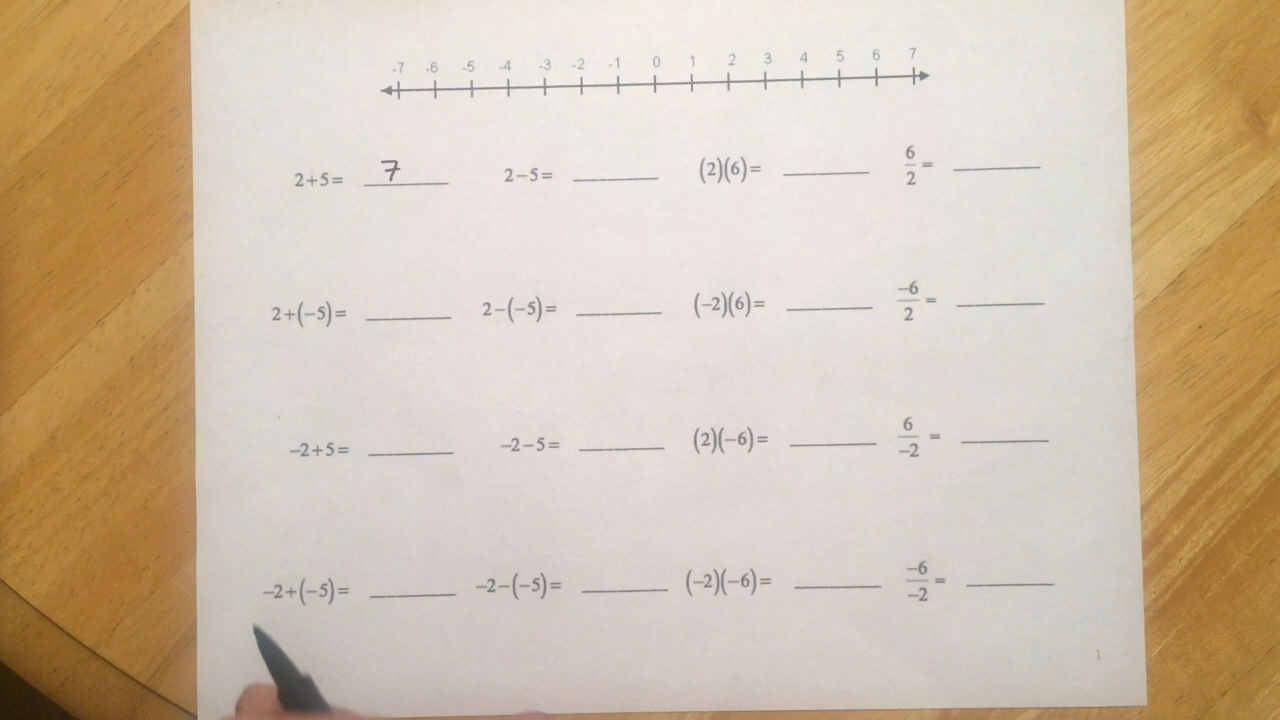 -7 -6 -5 -4 -3 -2 -1 0 1 2 3 4 5 6 7
2+5= 7 2−5= (2)(6)= 6/2 =
2+(−5)= 2−(−5)= (−2)(6)= −6/2 =
−2+5= −2−5= (2)(−6)= 6/−2 =
−2+(−5)= −2−(−5)= (−2)(−6)= −6/−2 =
1